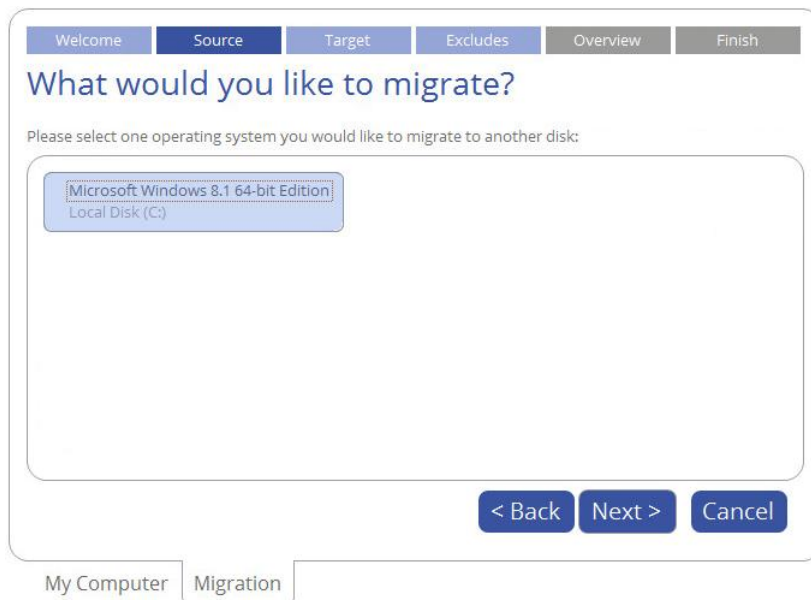 Welcome Source Target Excludes Overview Finish
What would you like to migrate?
Please select one operating system you would like to migrate to another disk:
Microsoft Windows 8.1 64-bit Edition
Local Disk (C:)
< Back Next > Cancel
My Computer Migration